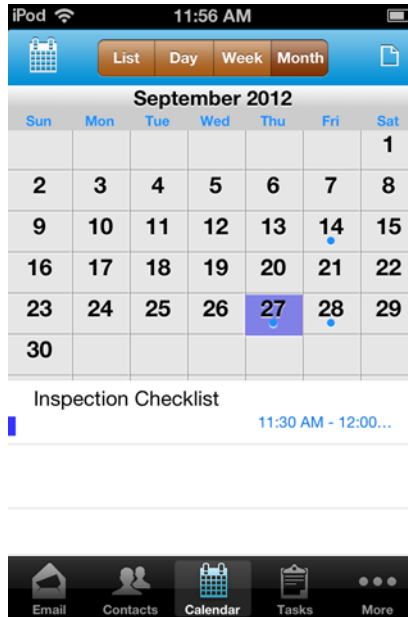 iPod 11:56 AM
List Day Week Month
September 2012
Sun Mon Tue Wed Thu Fri Sat
1
2 3 4 5 6 7 8
9 10 11 12 13 14 15
16 17 18 19 20 21 22
23 24 25 26 27 28 29
30
Inspection Checklist
11:30 AM - 12:00...
Email Contacts Calendar Tasks More